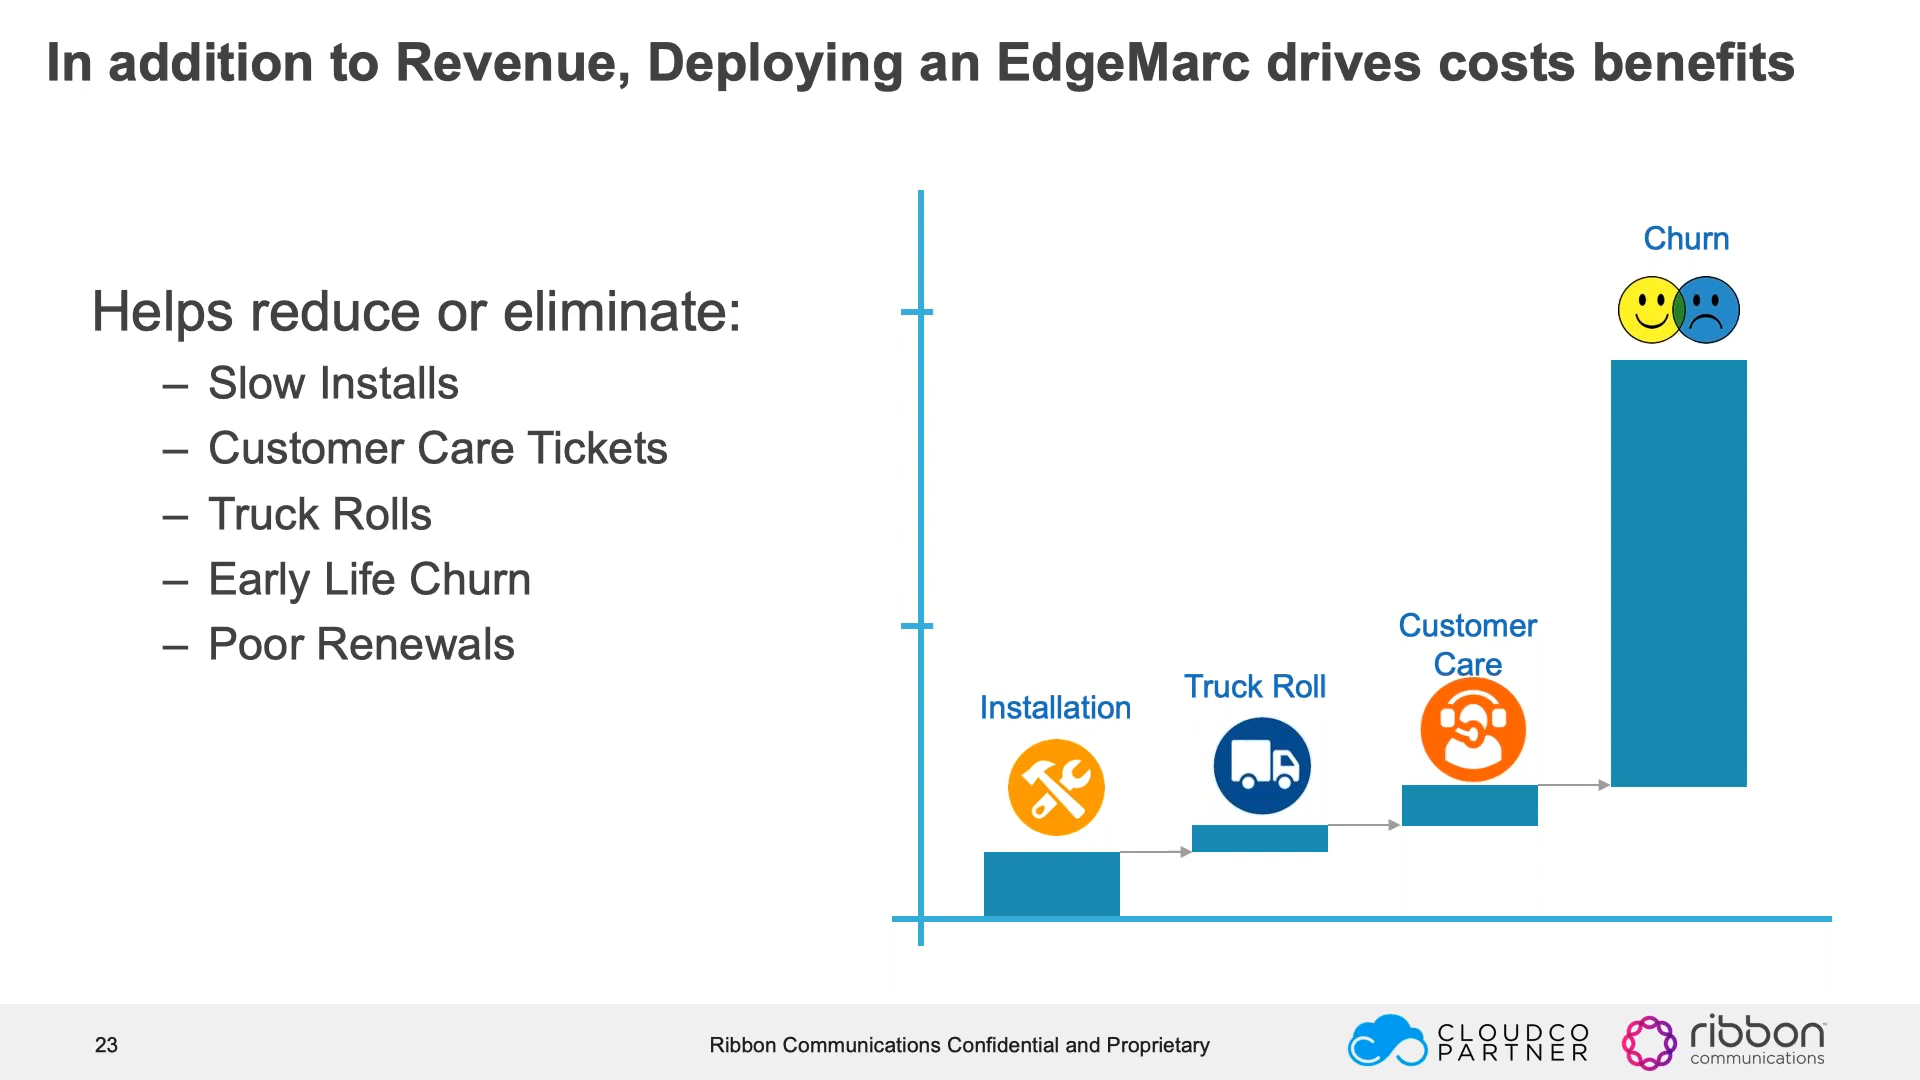 In addition to Revenue, Deploying an EdgeMarc drives costs benefits
Helps reduce or eliminate:
– Slow Installs
– Customer Care Tickets
– Truck Rolls
– Early Life Churn
– Poor Renewals
Churn
Customer
Care
Truck Roll
Installation
23
Ribbon Communications Confidential and Proprietary
CLOUDCO
PARTNER
ribbon
communications